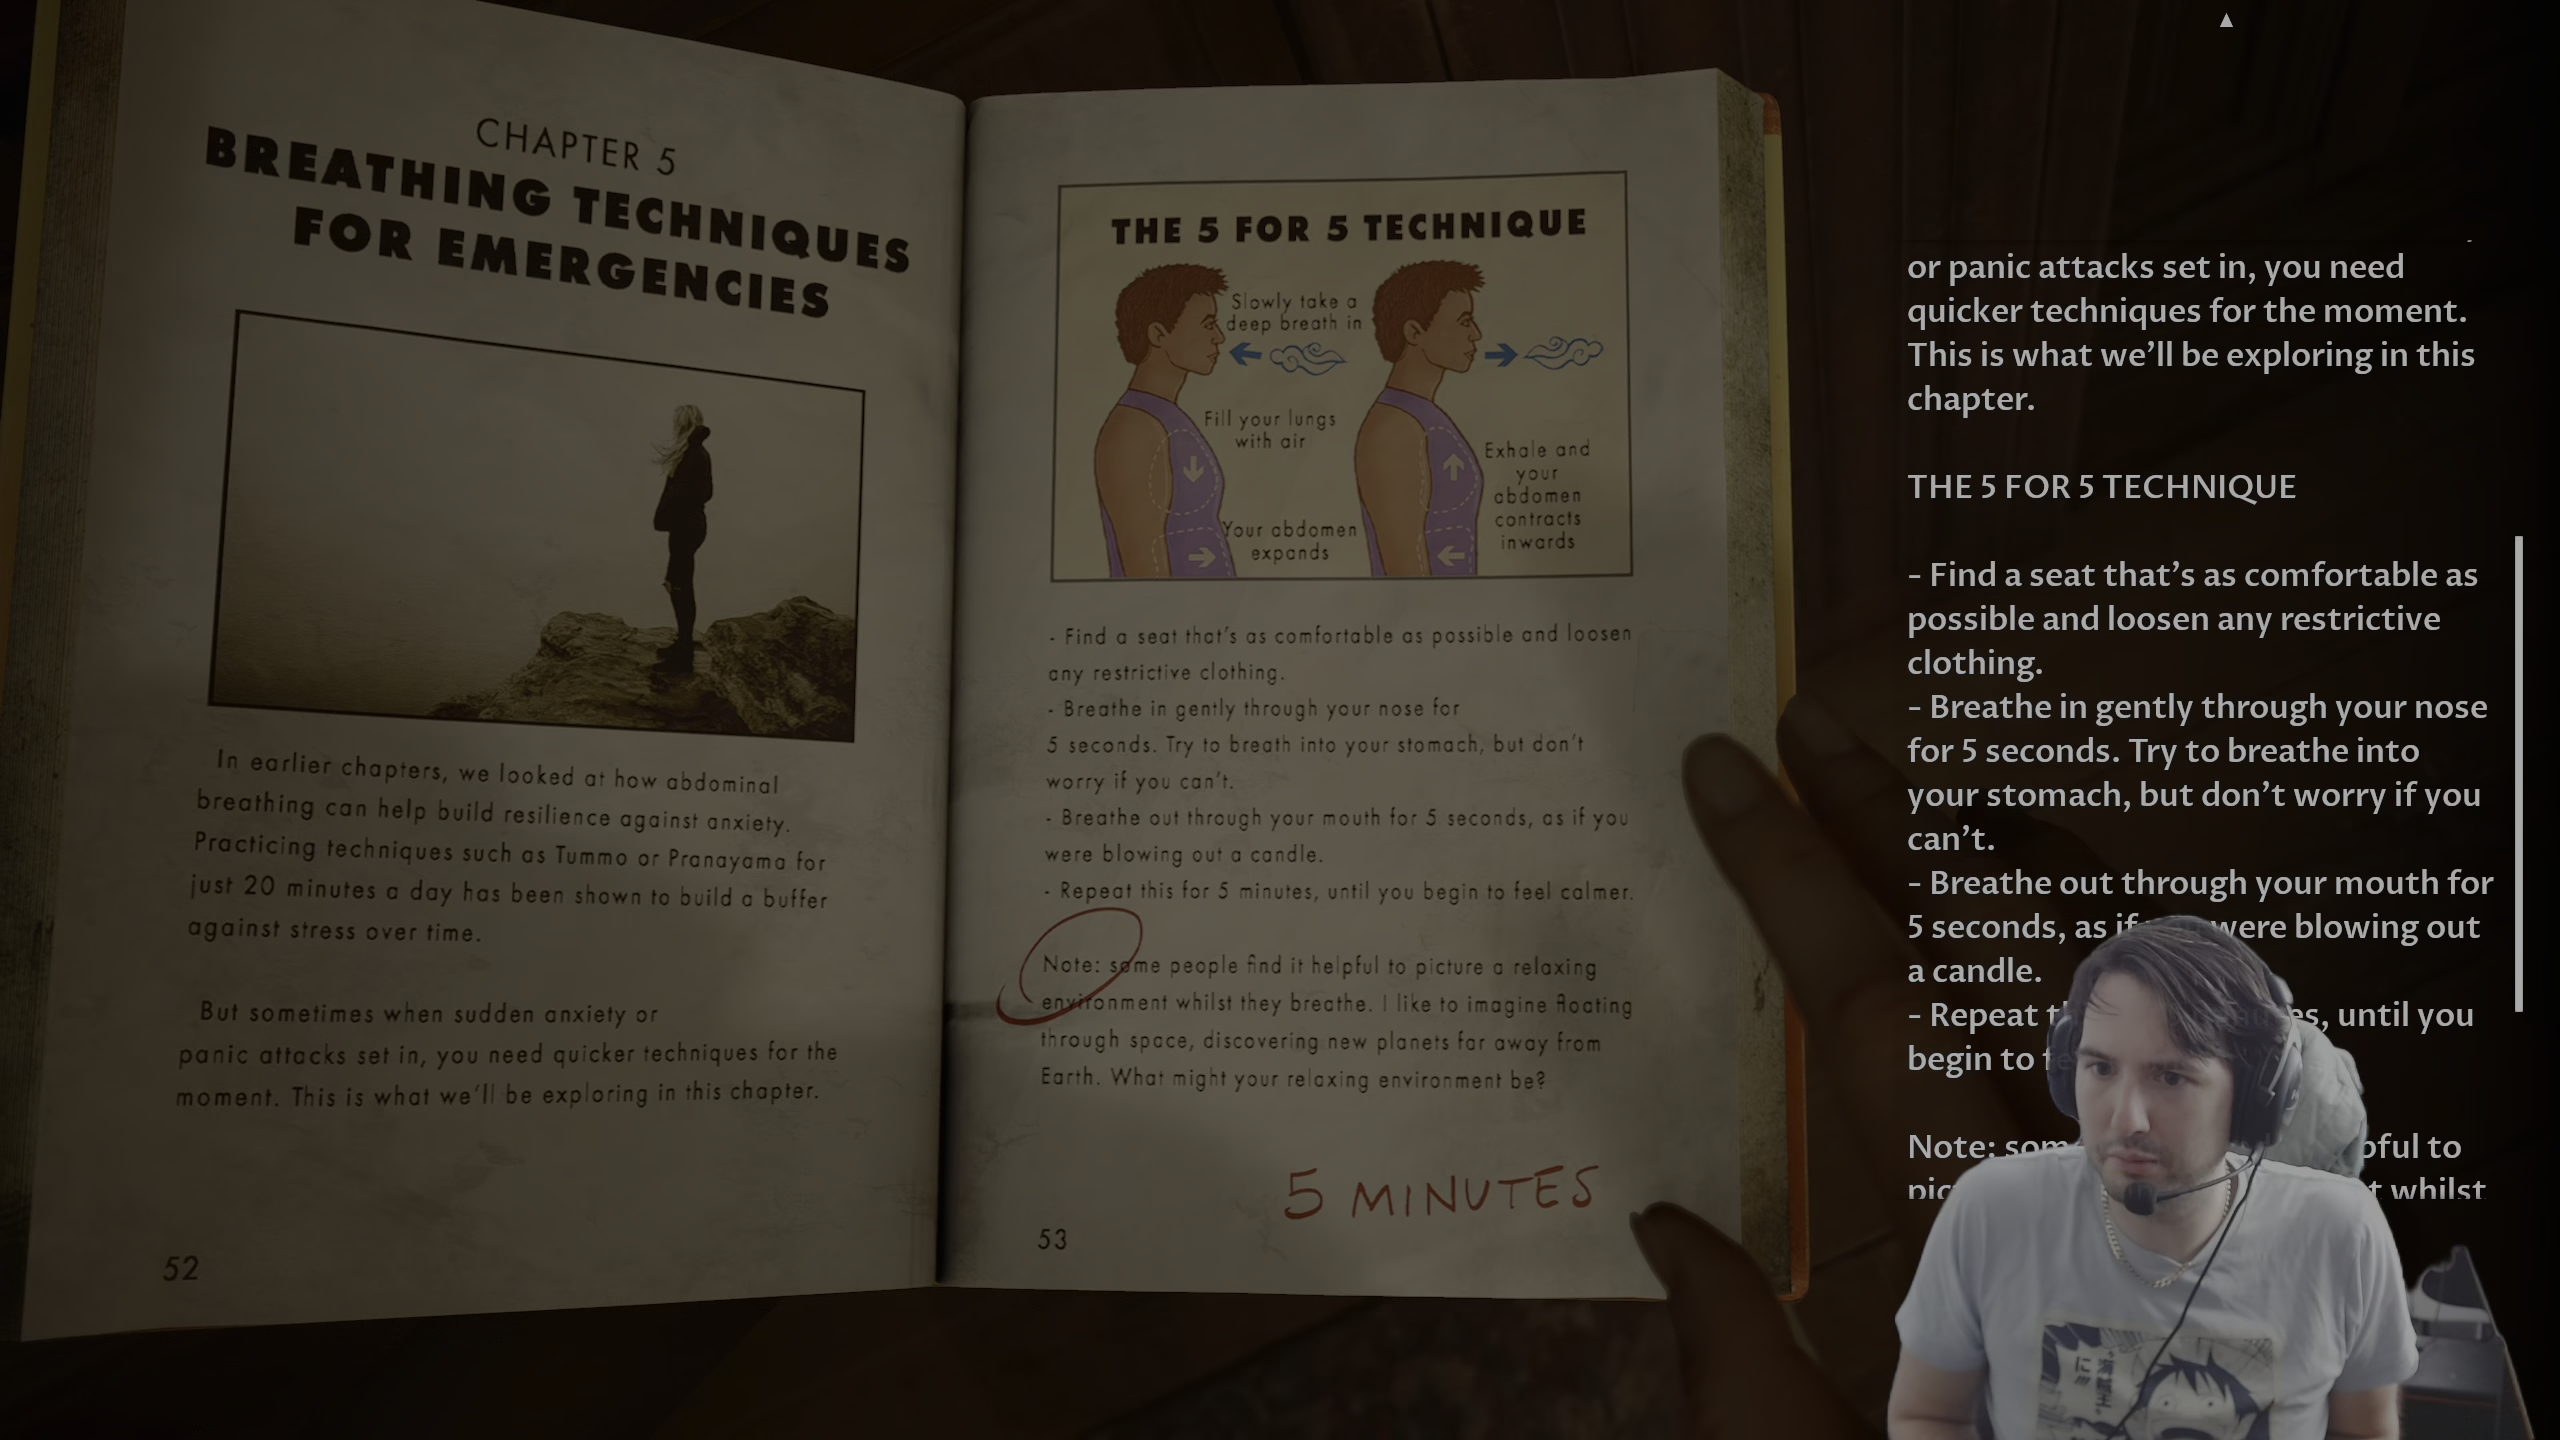 CHAPTER 5
BREATHING TECHNIQUES
FOR EMERGENCIES
In earlier chapters, we looked at how abdominal
breathing can help build resilience against anxiety.
Practicing techniques such as Tummo or Pranayama for
just 20 minutes a day has been shown to build a buffer
against stress over time.
But sometimes when sudden anxiety or
panic attacks set in, you need quicker techniques for the
moment. This is what we'll be exploring in this chapter.
52
THE 5 FOR 5 TECHNIQUE
Slowly take a
deep breath in
Fill your lungs
with air
Your abdomen
expands
Exhale and
your
abdomen
contracts
inwards
- Find a seat that's as comfortable as possible and loosen
any restrictive clothing.
- Breathe in gently through your nose for
5 seconds. Try to breath into your stomach, but don't
worry if you can't.
- Breathe out through your mouth for 5 seconds, as if you
were blowing out a candle.
- Repeat this for 5 minutes, until you begin to feel calmer.
Note: some people find it helpful to picture a relaxing
environment whilst they breathe. I like to imagine floating
through space, discovering new planets far away from
Earth. What might your relaxing environment be?
5 MINUTES
53
or panic attacks set in, you need
quicker techniques for the moment.
This is what we'll be exploring in this
chapter.
THE 5 FOR 5 TECHNIQUE
- Find a seat that's as comfortable as
possible and loosen any restrictive
clothing.
- Breathe in gently through your nose
for 5 seconds. Try to breathe into
your stomach, but don't worry if you
can't.
- Breathe out through your mouth for
5 seconds, as if were blowing out
a candle.
- Repeat until you
begin to
Note: to
whilst